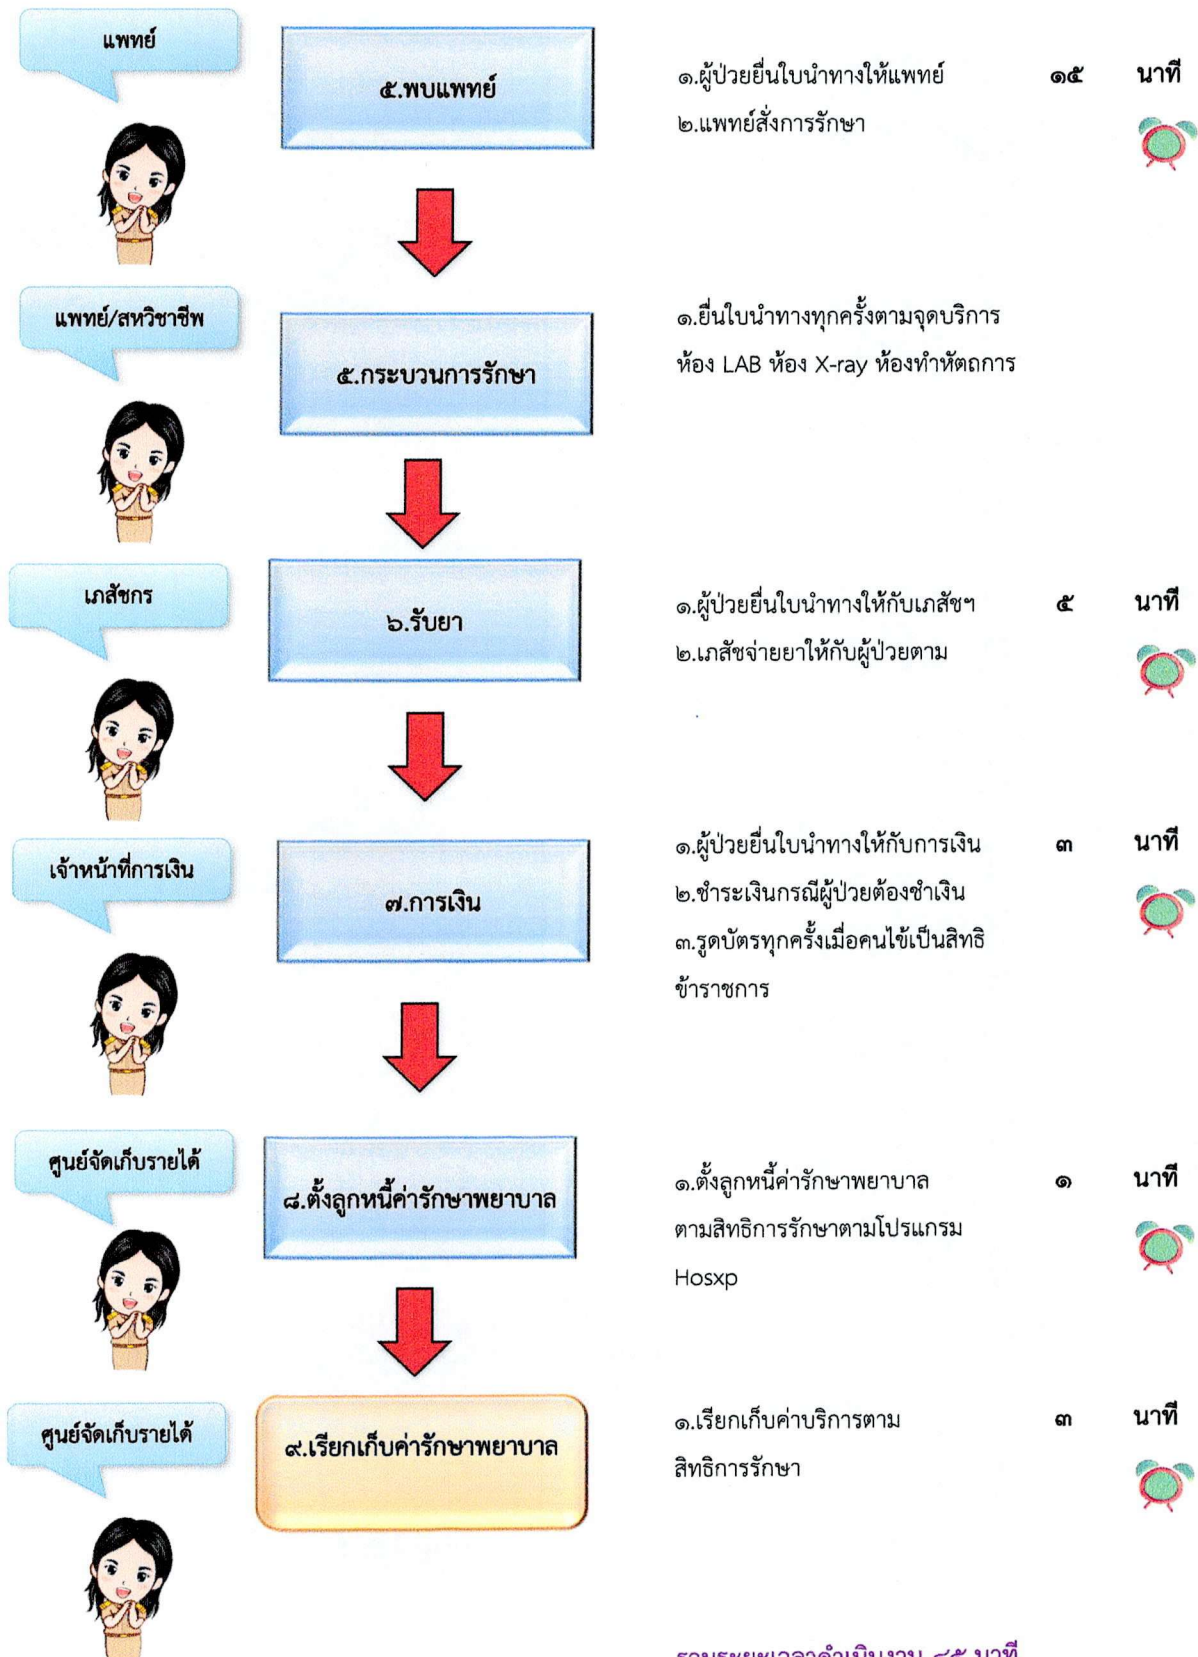 แพทย์
๕.พบแพทย์
๑.ผู้ป่วยยื่นใบนำทางให้แพทย์ ๑๕ นาที
๒.แพทย์สั่งการรักษา
แพทย์/สหวิชาชีพ
๕.กระบวนการรักษา
๑.ยื่นใบนำทางทุกครั้งตามจุดบริการ
ห้อง LAB ห้อง X-ray ห้องทำหัตถการ
เภสัชกร
๖.รับยา
๑.ผู้ป่วยยื่นใบนำทางให้กับเภสัชฯ ๕ นาที
๒.เภสัชจ่ายยาให้กับผู้ป่วยตาม
เจ้าหน้าที่การเงิน
๗.การเงิน
๑.ผู้ป่วยยื่นใบนำทางให้กับการเงิน ๓ นาที
๒.ชำระเงินกรณีผู้ป่วยต้องชำเงิน
๓.รูดบัตรทุกครั้งเมื่อคนไข้เป็นสิทธิ
ข้าราชการ
ศูนย์จัดเก็บรายได้
๘.ตั้งลูกหนี้ค่ารักษาพยาบาล
๑.ตั้งลูกหนี้ค่ารักษาพยาบาล ๑ นาที
ตามสิทธิการรักษาตามโปรแกรม
Hosxp
ศูนย์จัดเก็บรายได้
๙.เรียกเก็บค่ารักษาพยาบาล
๑.เรียกเก็บค่าบริการตาม ๓ นาที
สิทธิการรักษา
รวมระยะเวลาดำเนินงาน นาที